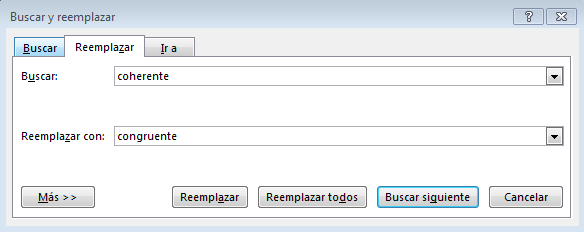 Buscar y reemplazar
Buscar Reemplazar Ir a
Buscar: coherente
Reemplazar con: congruente
Más >> Reemplazar Reemplazar todos Buscar siguiente Cancelar